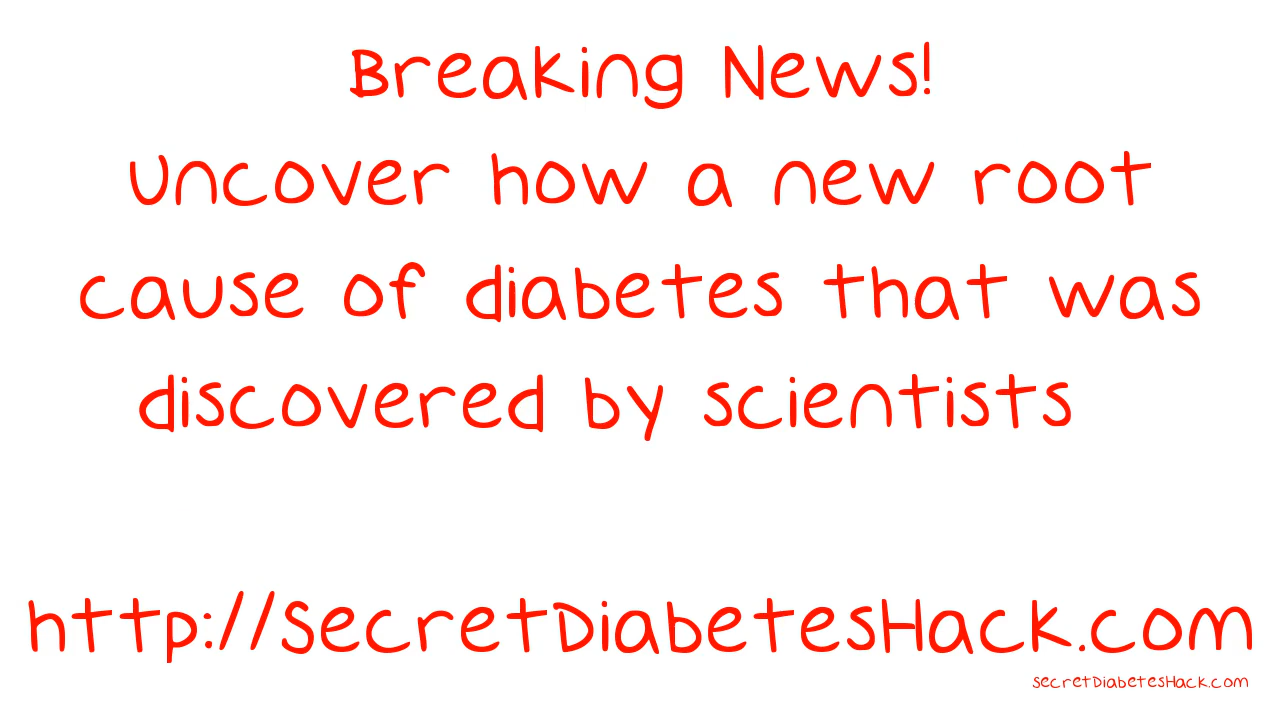 Breaking News!
Uncover how a new root
cause of diabetes that was
discovered by scientists
http://SecretDiabetesHack.com
SecretDiabetesHack.com